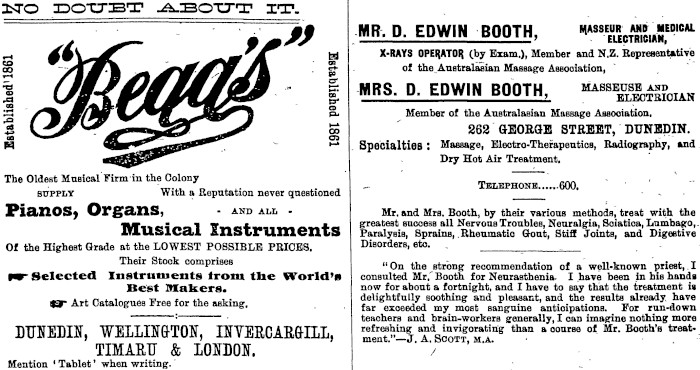 NO DOUBT ABOUT IT.
Established 1861
"Begg's"
Established 1861
The Oldest Musical Firm in the Colony
SUPPLY With a Reputation never questioned
Pianos, Organs, - AND ALL -
Musical Instruments
Of the Highest Grade at the LOWEST POSSIBLE PRICES.
Their Stock comprises
Selected Instruments from the World's
Best Makers.
Art Catalogues Free for the asking.
DUNEDIN, WELLINGTON, INVERCARGILL,
TIMARU & LONDON.
Mention 'Tablet' when writing.
MR. D. EDWIN BOOTH, MASSEUR AND MEDICAL
ELECTRICIAN,
X-RAYS OPERATOR (by Exam.), Member and N.Z. Representative
of the Australasian Massage Association,
MRS. D. EDWIN BOOTH, MASSEUSE AND
ELECTRICIAN
Member of the Australasian Massage Association.
262 GEORGE STREET, DUNEDIN.
Specialties: Massage, Electro-Therapeutics, Radiography, and
Dry Hot Air Treatment.
TELEPHONE......600.
Mr. and Mrs. Booth, by their various methods, treat with the
greatest success all Nervous Troubles, Neuralgia, Sciatica, Lumbago,
Paralysis, Sprains, Rheumatic Gout, Stiff Joints, and Digestive
Disorders, etc.
"On the strong recommendation of a well-known priest, I
consulted Mr. Booth for Neurasthenia. I have been in his hands
now for about a fortnight, and I have to say that the treatment is
delightfully soothing and pleasant, and the results already have
far exceeded my most sanguine anticipations. For run-down
teachers and brain-workers generally, I can imagine nothing more
refreshing and invigorating than a course of Mr. Booth's treat-
ment."—J. A. SCOTT, M.A.